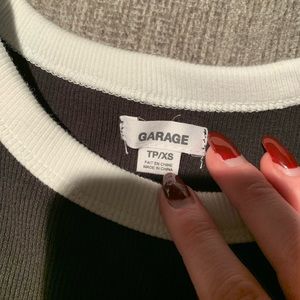 GARAGE
TP/XS
FAIT EN CHINE
MADE IN CHINA